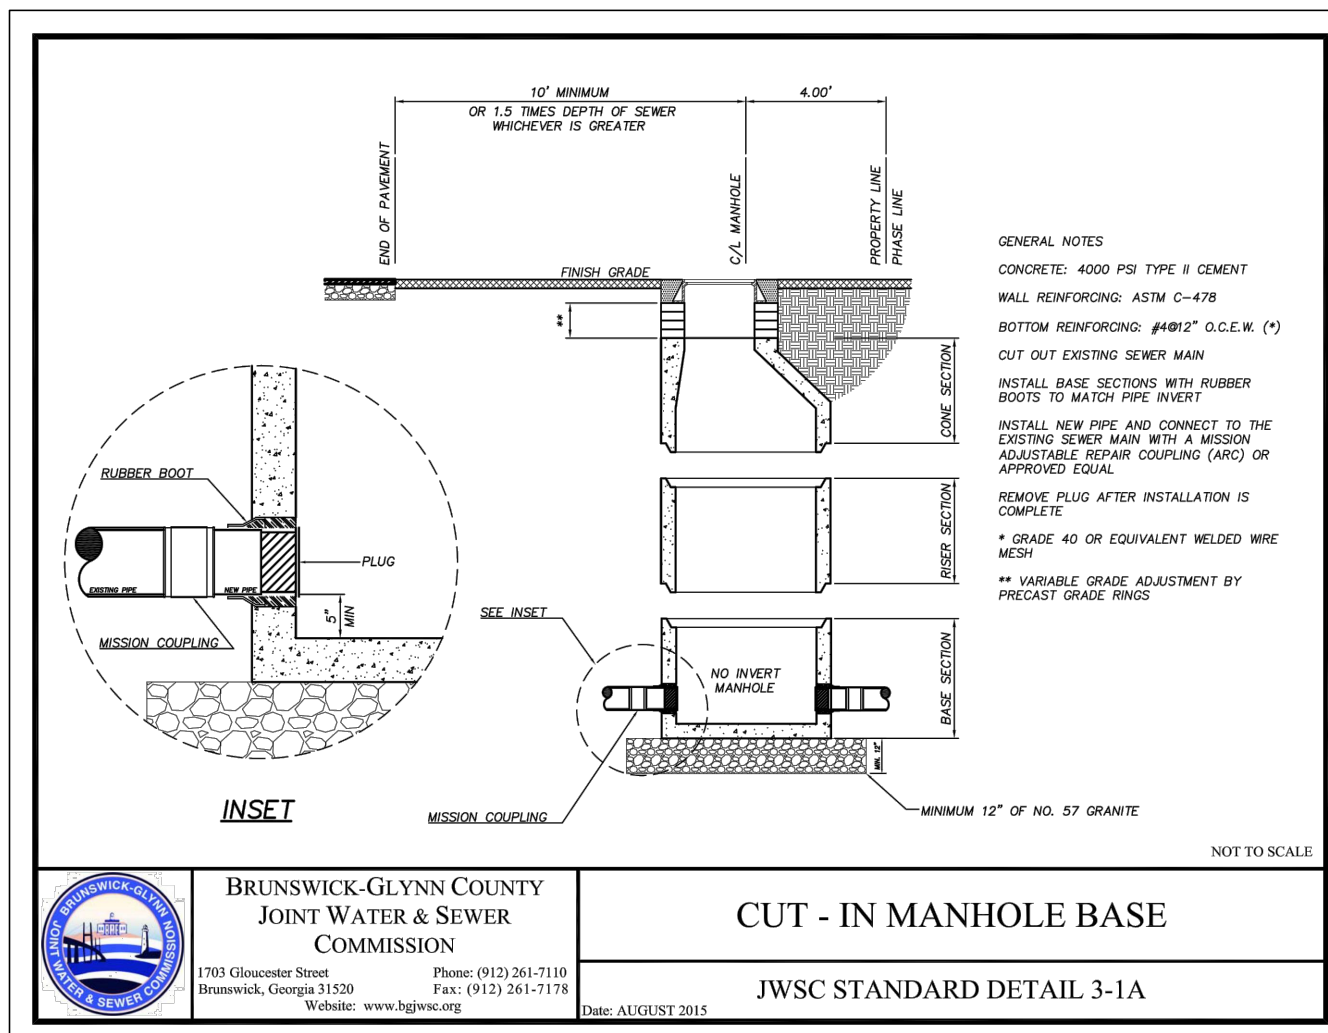 10' MINIMUM
OR 1.5 TIMES DEPTH OF SEWER
WHICHEVER IS GREATER
4.00'
END OF PAVEMENT
C/L MANHOLE
PROPERTY LINE
PHASE LINE
FINISH GRADE
**
CONE SECTION
RISER SECTION
BASE SECTION
NO INVERT
MANHOLE
MIN. 12"
SEE INSET
MISSION COUPLING
MINIMUM 12" OF NO. 57 GRANITE
RUBBER BOOT
PLUG
EXISTING PIPE
NEW PIPE
5"
MIN
MISSION COUPLING
INSET
GENERAL NOTES
CONCRETE: 4000 PSI TYPE II CEMENT
WALL REINFORCING: ASTM C-478
BOTTOM REINFORCING: #4@12" O.C.E.W. (*)
CUT OUT EXISTING SEWER MAIN
INSTALL BASE SECTIONS WITH RUBBER
BOOTS TO MATCH PIPE INVERT
INSTALL NEW PIPE AND CONNECT TO THE
EXISTING SEWER MAIN WITH A MISSION
ADJUSTABLE REPAIR COUPLING (ARC) OR
APPROVED EQUAL
REMOVE PLUG AFTER INSTALLATION IS
COMPLETE
* GRADE 40 OR EQUIVALENT WELDED WIRE
MESH
** VARIABLE GRADE ADJUSTMENT BY
PRECAST GRADE RINGS
NOT TO SCALE
BRUNSWICK-GLYNN JOINT WATER & SEWER COMMISSION
BRUNSWICK-GLYNN COUNTY
JOINT WATER & SEWER
COMMISSION
1703 Gloucester Street
Brunswick, Georgia 31520
Phone: (912) 261-7110
Fax: (912) 261-7178
Website: www.bgjwsc.org
CUT - IN MANHOLE BASE
JWSC STANDARD DETAIL 3-1A
Date: AUGUST 2015